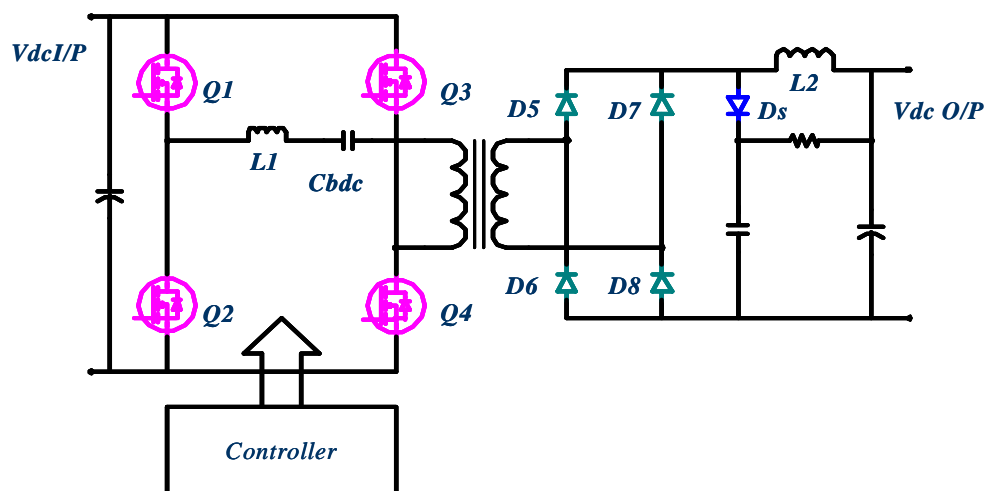 VdcI/P
Q1
Q3
L1
Cbdc
Q2
Q4
Controller
D5
D7
Ds
L2
Vdc O/P
D6
D8